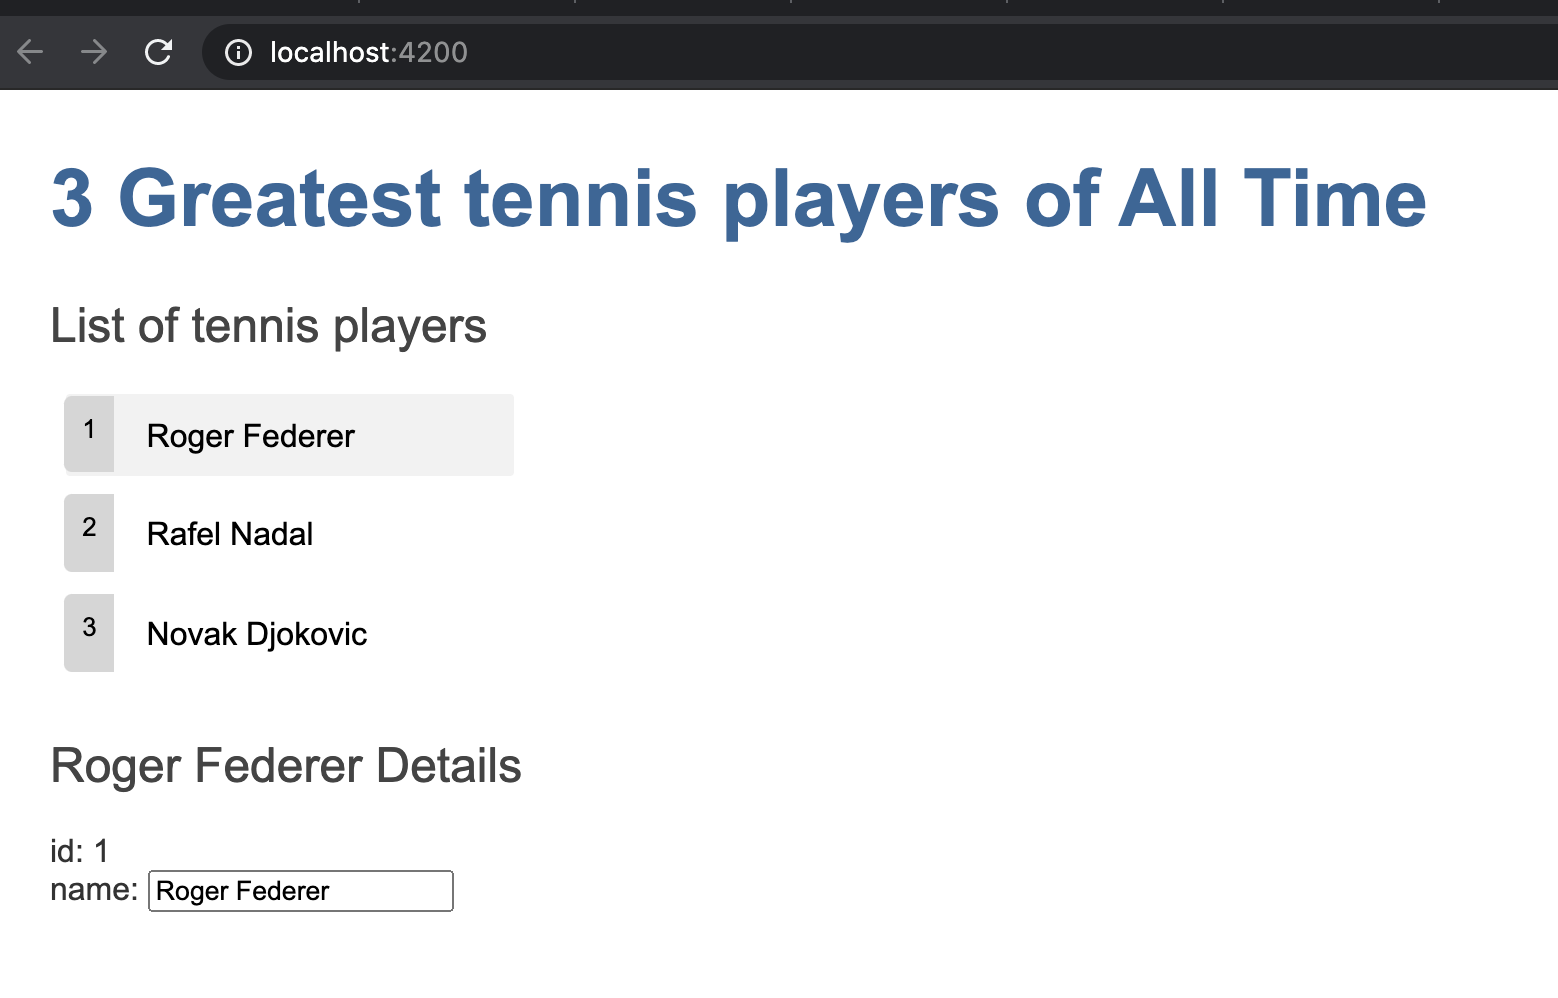 localhost:4200
3 Greatest tennis players of All Time
List of tennis players
1 Roger Federer
2 Rafel Nadal
3 Novak Djokovic
Roger Federer Details
id: 1
name: Roger Federer